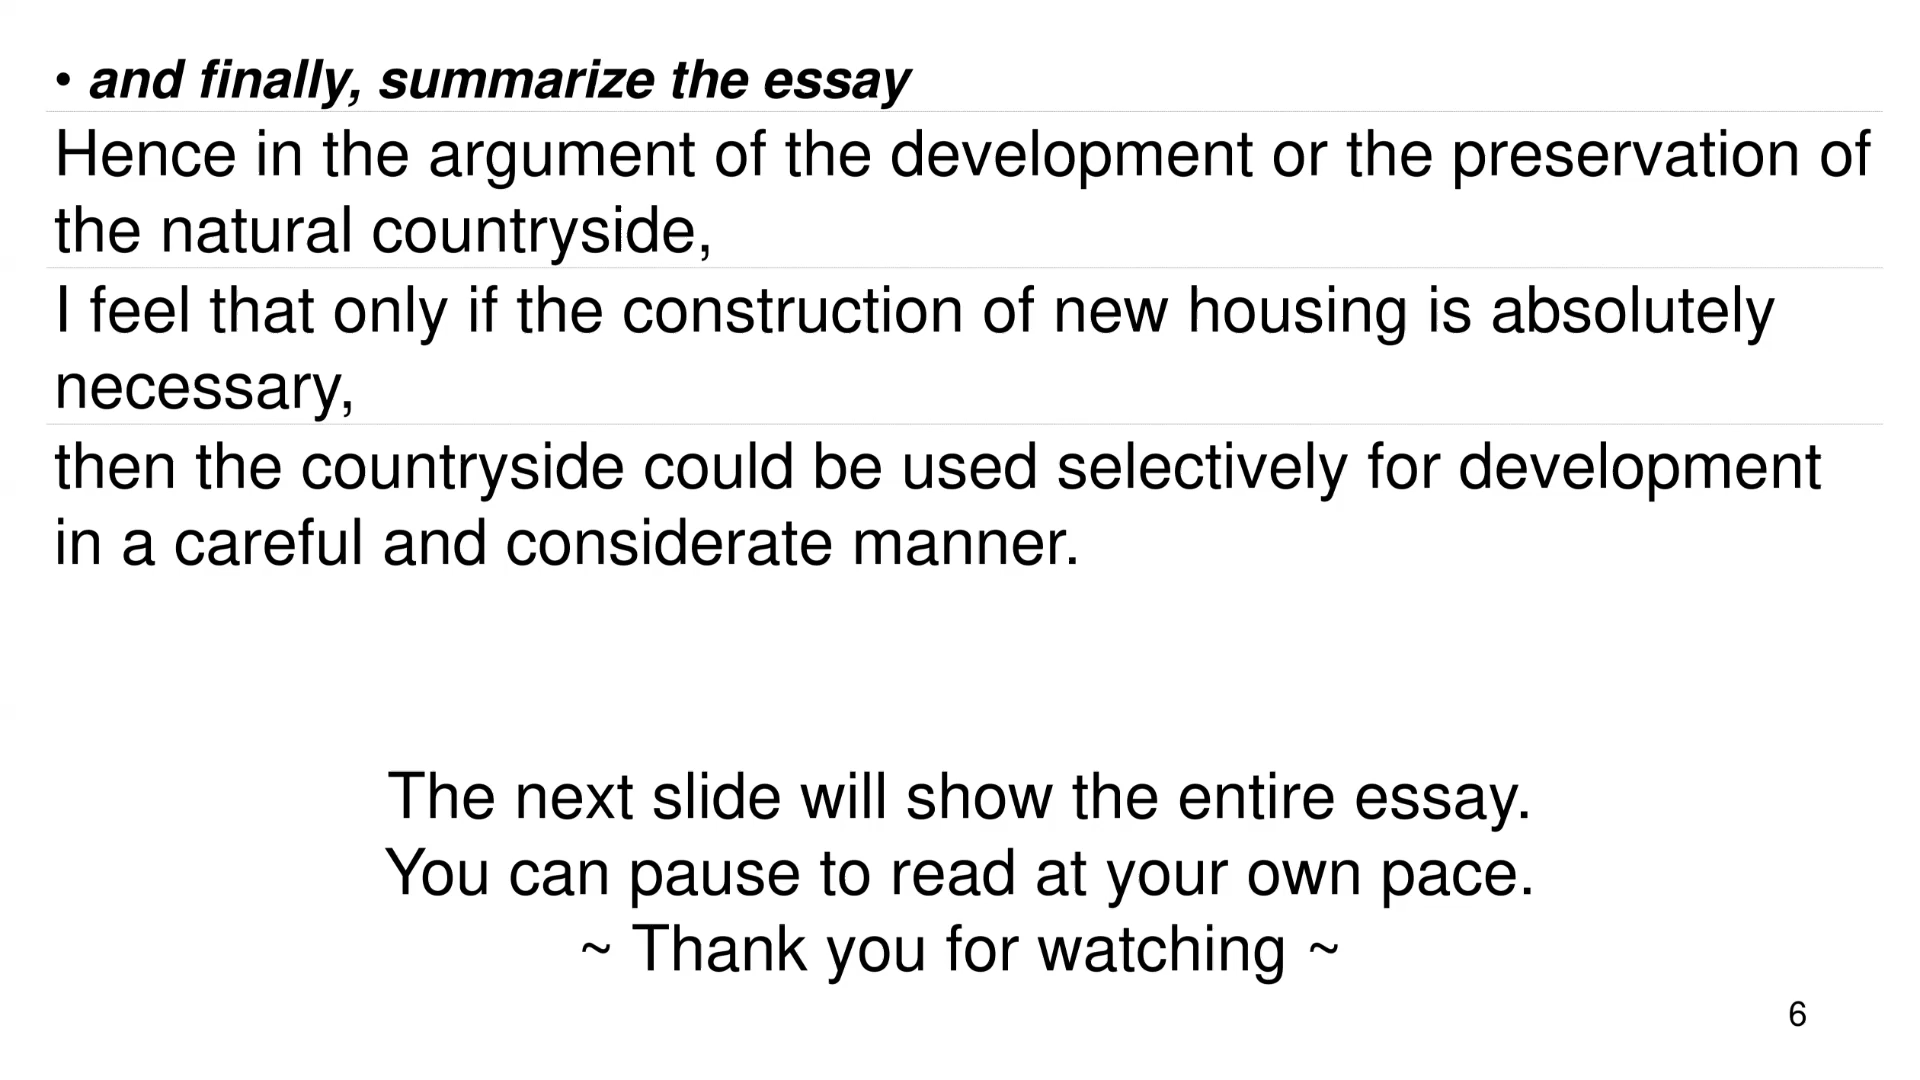 • and finally, summarize the essay
Hence in the argument of the development or the preservation of
the natural countryside,
I feel that only if the construction of new housing is absolutely
necessary,
then the countryside could be used selectively for development
in a careful and considerate manner.
The next slide will show the entire essay.
You can pause to read at your own pace.
~ Thank you for watching ~
6